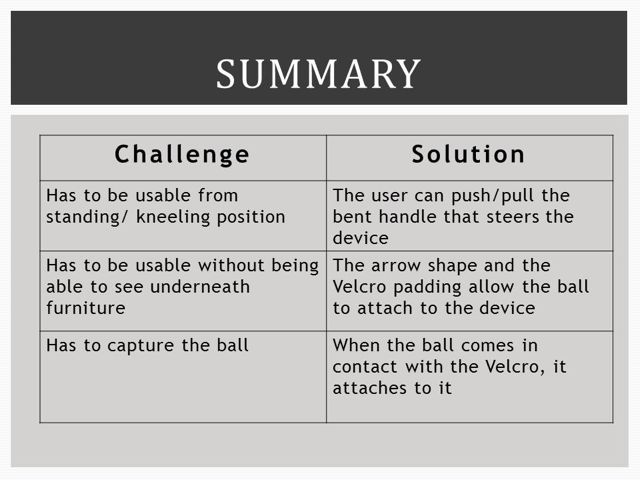 SUMMARY
Challenge
Solution
Has to be usable from
standing/ kneeling position
The user can push/pull the
bent handle that steers the
device
Has to be usable without being
able to see underneath
furniture
The arrow shape and the
Velcro padding allow the ball
to attach to the device
Has to capture the ball
When the ball comes in
contact with the Velcro, it
attaches to it